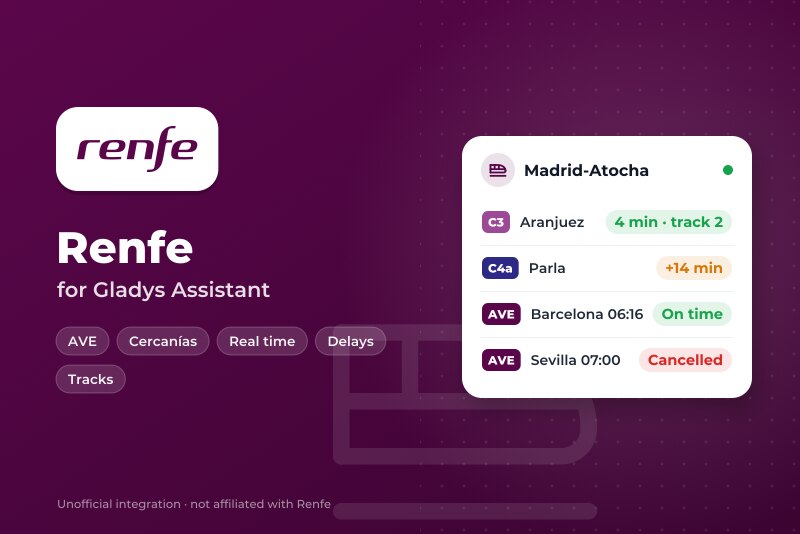 renfe
Renfe
for Gladys Assistant
AVE
Cercanías
Real time
Delays
Tracks
Unofficial integration · not affiliated with Renfe
Madrid-Atocha
C3 Aranjuez 4 min · track 2
C4a Parla +14 min
AVE Barcelona 06:16 On time
AVE Sevilla 07:00 Cancelled